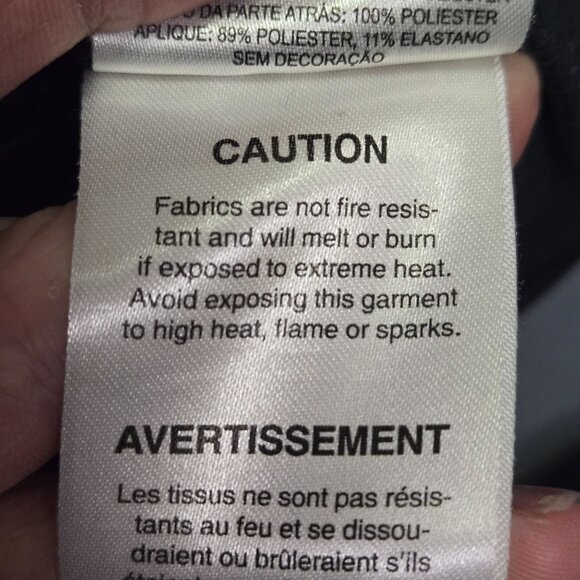 DA PARTE ATRÁS: 100% POLIESTER
APLIQUE: 89% POLIESTER, 11% ELASTANO
SEM DECORAÇÃO
CAUTION
Fabrics are not fire resis-
tant and will melt or burn
if exposed to extreme heat.
Avoid exposing this garment
to high heat, flame or sparks.
AVERTISSEMENT
Les tissus ne sont pas résis-
tants au feu et se dissou-
draient ou brûleraient s'ils